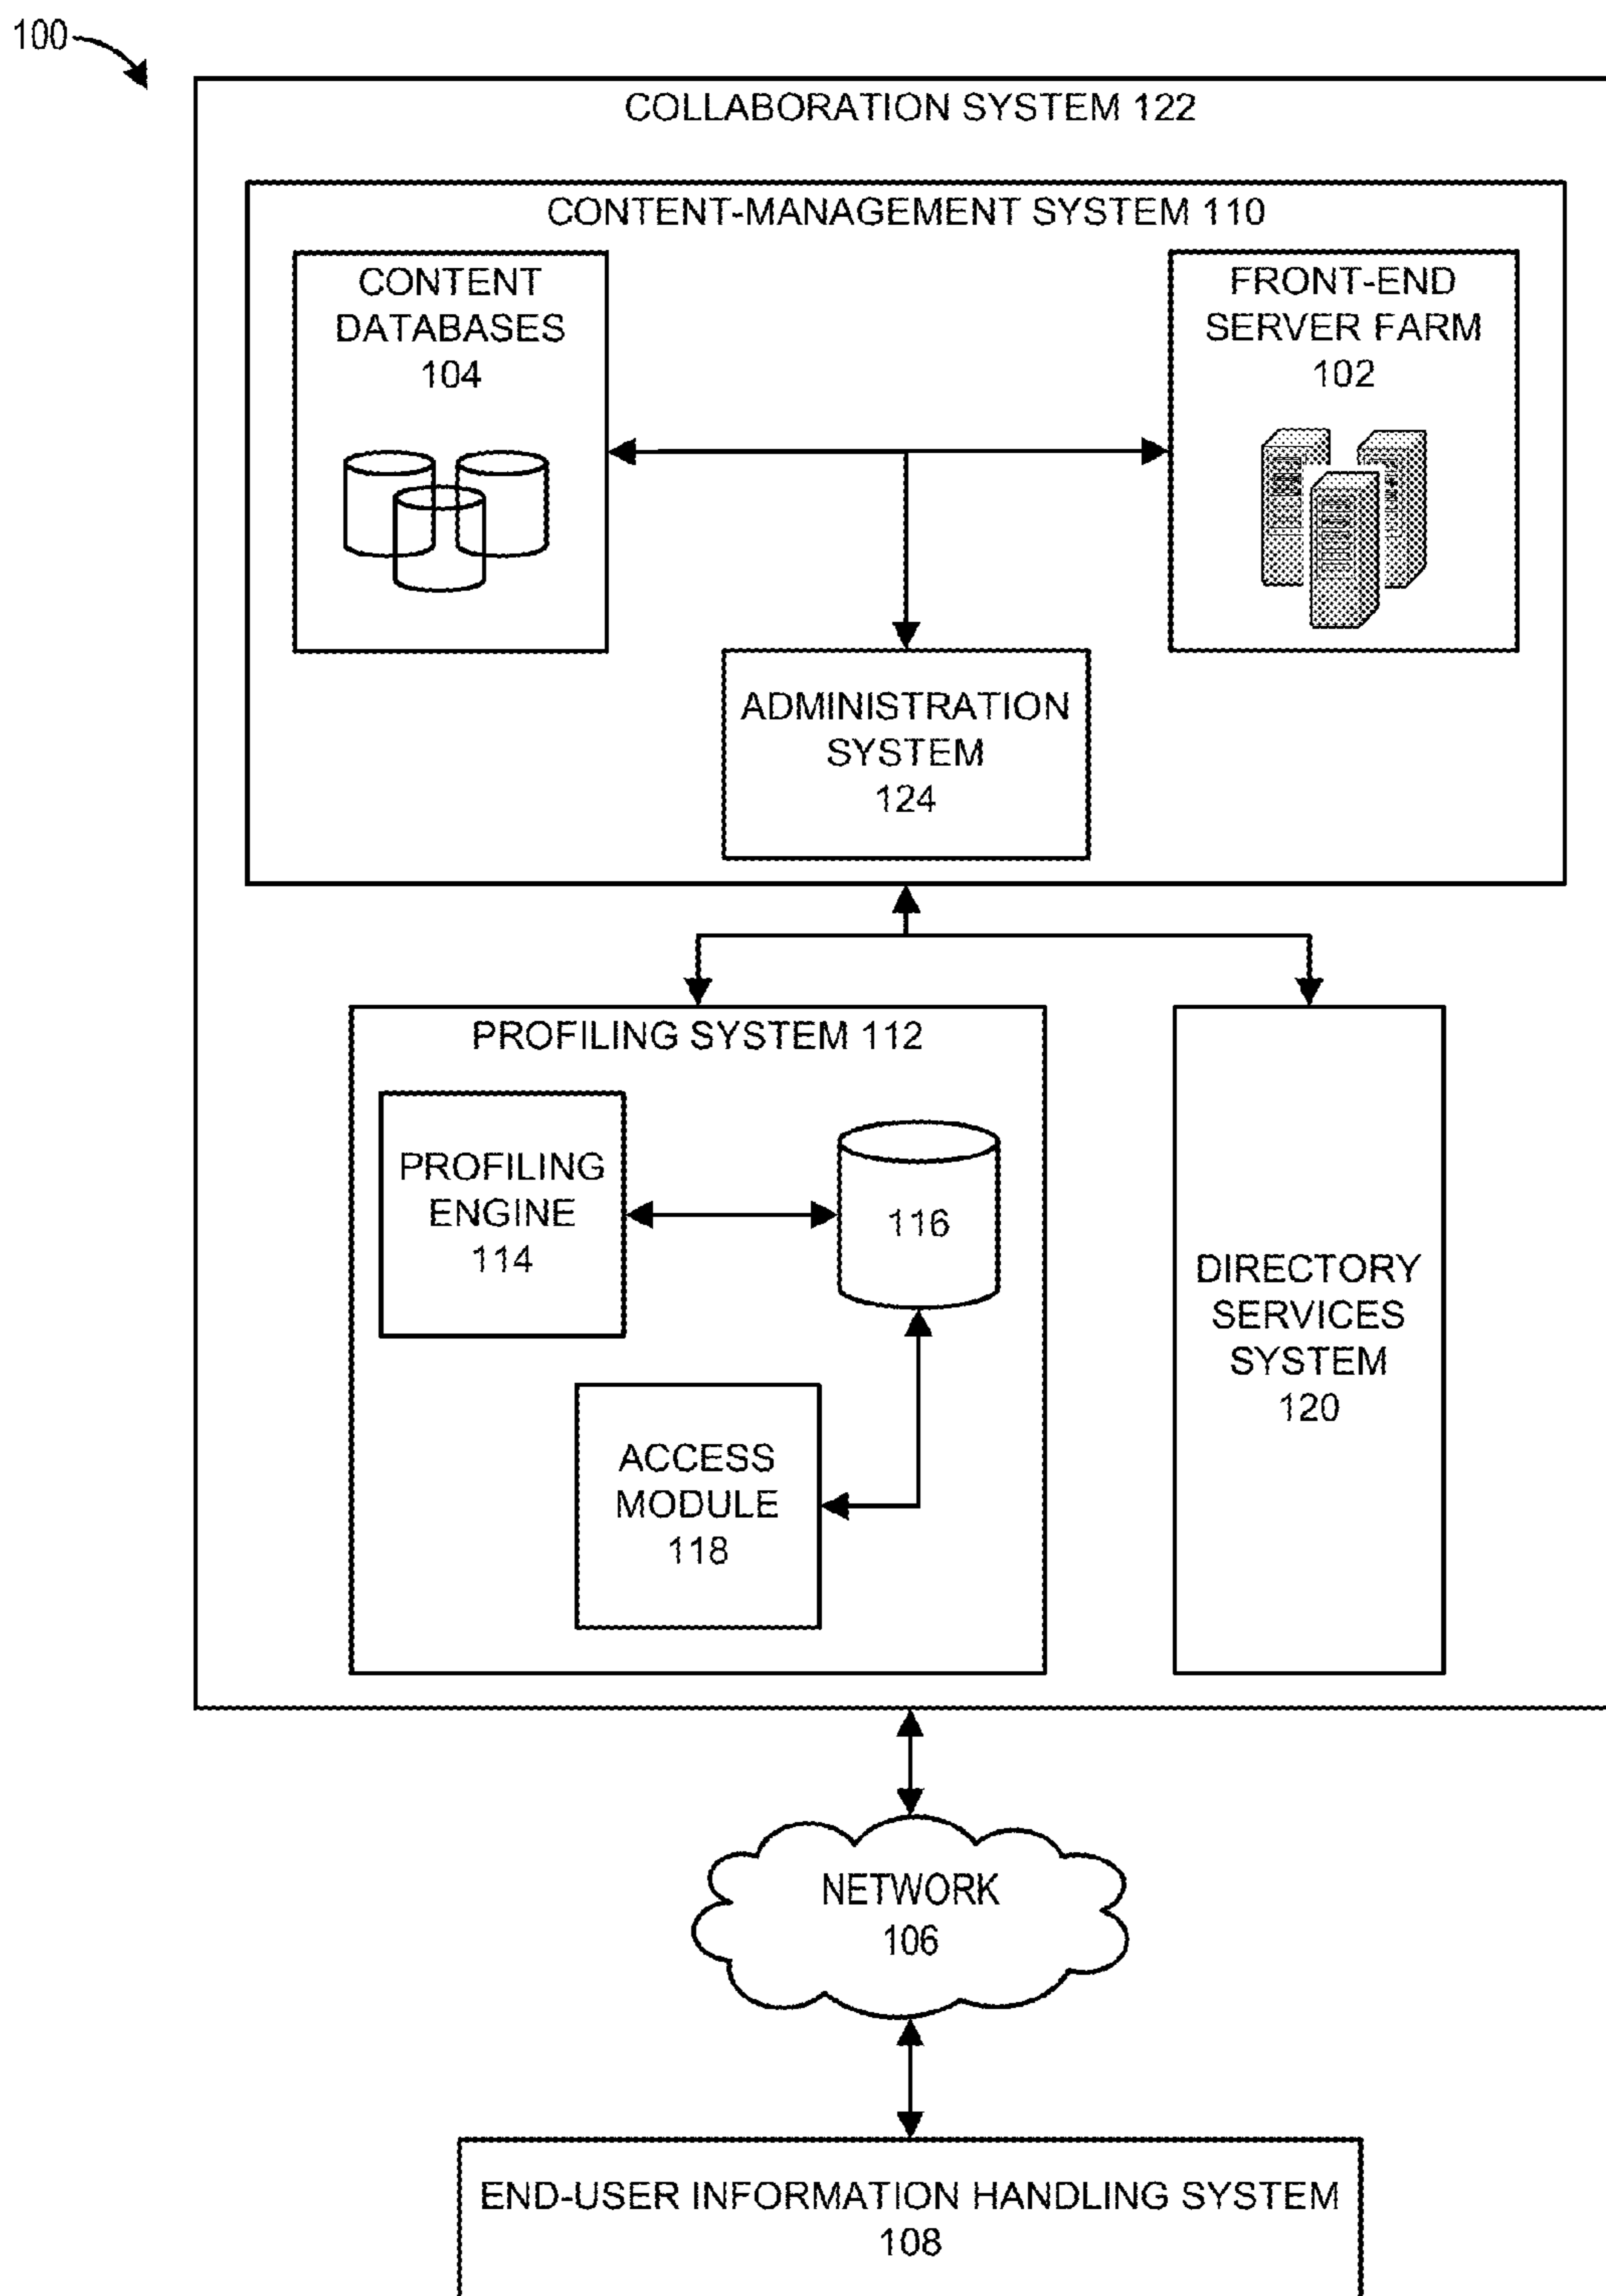 100
COLLABORATION SYSTEM 122
CONTENT-MANAGEMENT SYSTEM 110
CONTENT
DATABASES
104
FRONT-END
SERVER FARM
102
ADMINISTRATION
SYSTEM
124
PROFILING SYSTEM 112
PROFILING
ENGINE
114
116
ACCESS
MODULE
118
DIRECTORY
SERVICES
SYSTEM
120
NETWORK
106
END-USER INFORMATION HANDLING SYSTEM
108